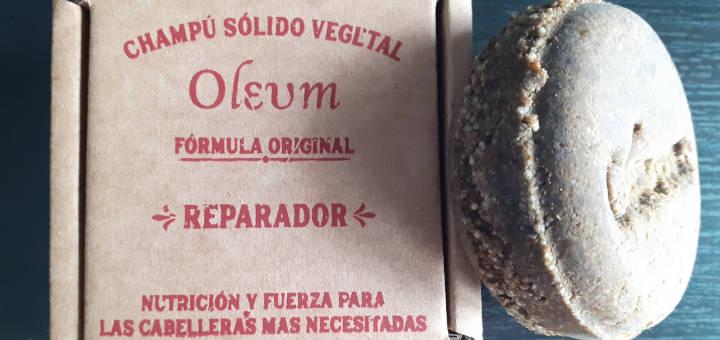 CHAMPÚ SÓLIDO VEGETAL
Oleum
FÓRMULA ORIGINAL
REPARADOR
NUTRICIÓN Y FUERZA PARA
LAS CABELLERAS MAS NECESITADAS